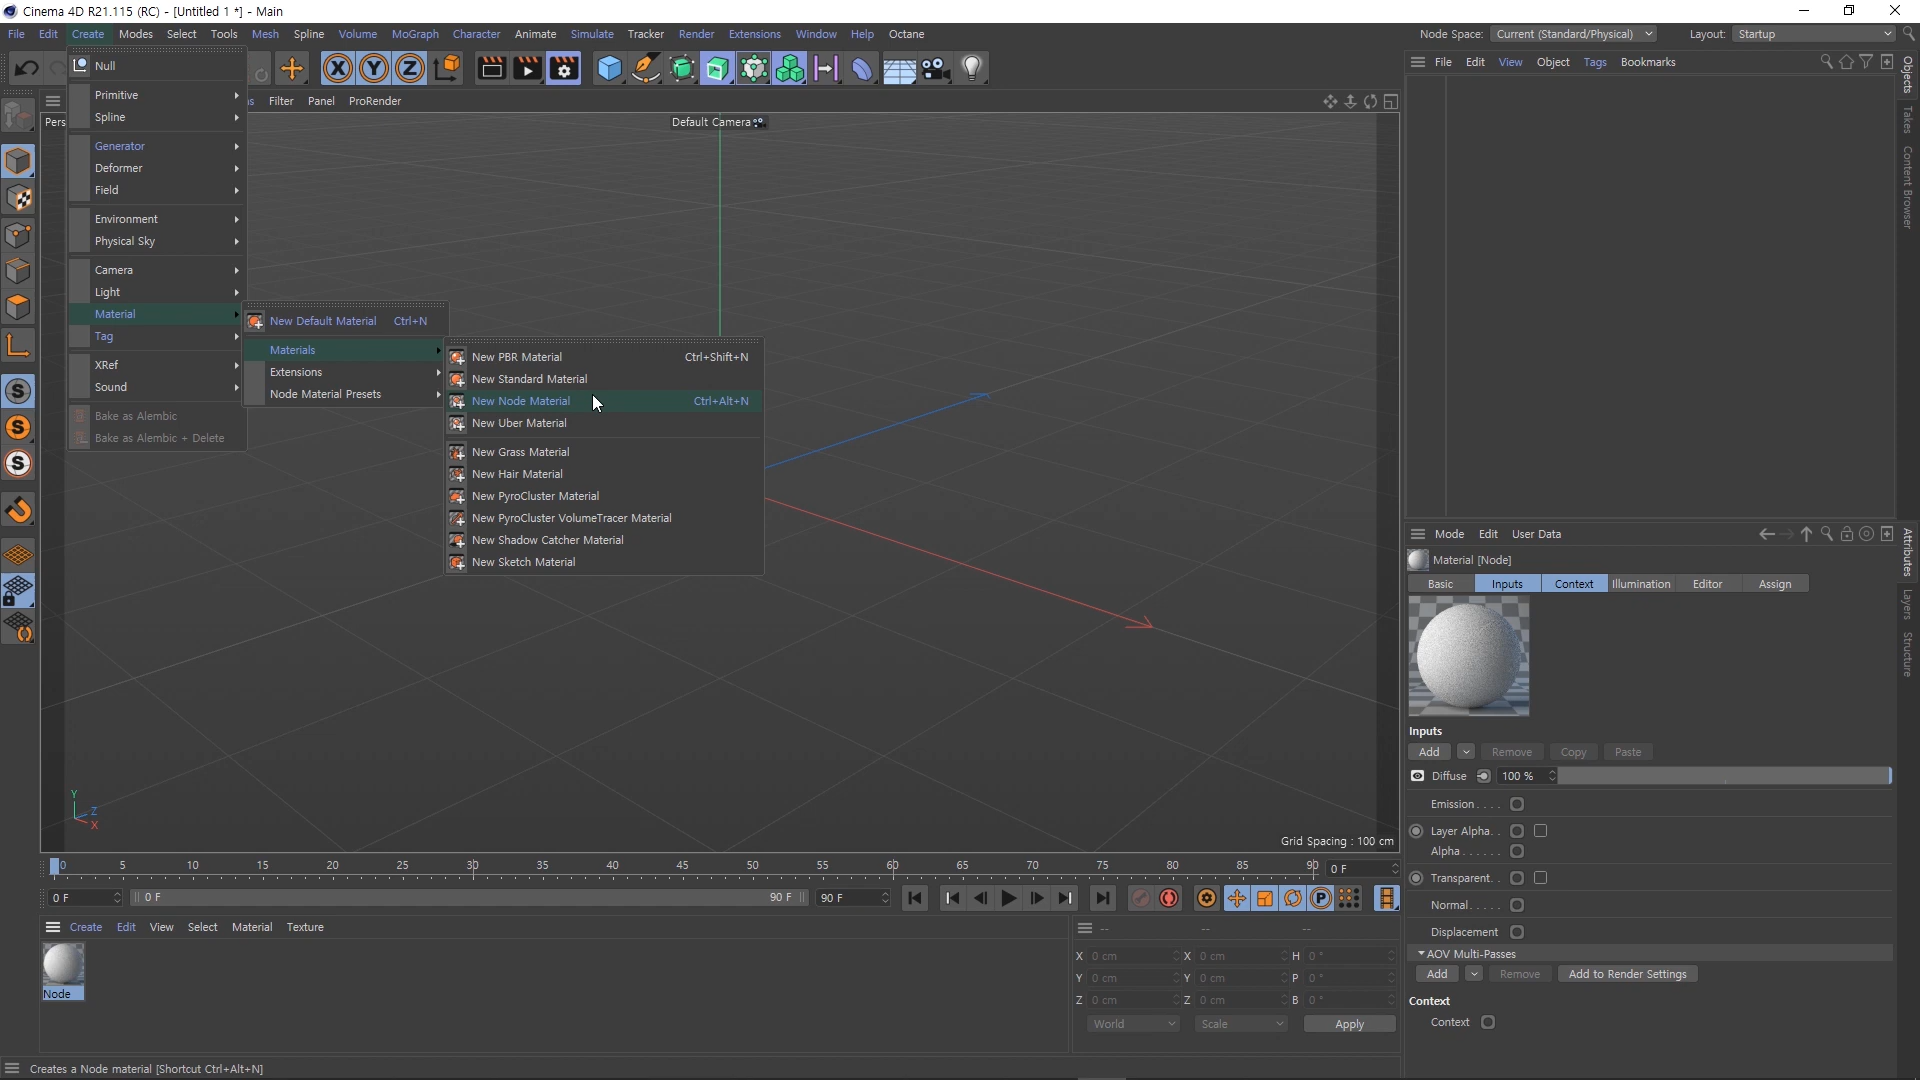 Cinema 4D R21.115 (RC) - [Untitled 1 *] - Main
File Edit Create Modes Select Tools Mesh Spline Volume MoGraph Character Animate Simulate Tracker Render Extensions Window Help Octane
Node Space: Current (Standard/Physical) Layout: Startup
File Edit View Object Tags Bookmarks
Filter Panel ProRender
Default Camera
Null
Primitive
Spline
Generator
Deformer
Field
Environment
Physical Sky
Camera
Light
Material
Tag
XRef
Sound
Bake as Alembic
Bake as Alembic + Delete
New Default Material Ctrl+N
Materials
Extensions
Node Material Presets
New PBR Material Ctrl+Shift+N
New Standard Material
New Node Material Ctrl+Alt+N
New Uber Material
New Grass Material
New Hair Material
New PyroCluster Material
New PyroCluster VolumeTracer Material
New Shadow Catcher Material
New Sketch Material
Y
Z
X
Grid Spacing : 100 cm
Objects
Takes
Content Browser
Mode Edit User Data
Material [Node]
Basic Inputs Context Illumination Editor Assign
Inputs
Add Remove Copy Paste
Diffuse 100 %
Emission . . . .
Layer Alpha. .
Alpha . . . . . .
Transparent. .
Normal. . . . .
Displacement
AOV Multi-Passes
Add Remove Add to Render Settings
Context
Context
Attributes
Layers
Structure
0 5 10 15 20 25 30 35 40 45 50 55 60 65 70 75 80 85 90 0 F
0 F 0 F 90 F 90 F
Create Edit View Select Material Texture
Node
-- -- --
X 0 cm X 0 cm H 0 °
Y 0 cm Y 0 cm P 0 °
Z 0 cm Z 0 cm B 0 °
World Scale Apply
Creates a Node material [Shortcut Ctrl+Alt+N]